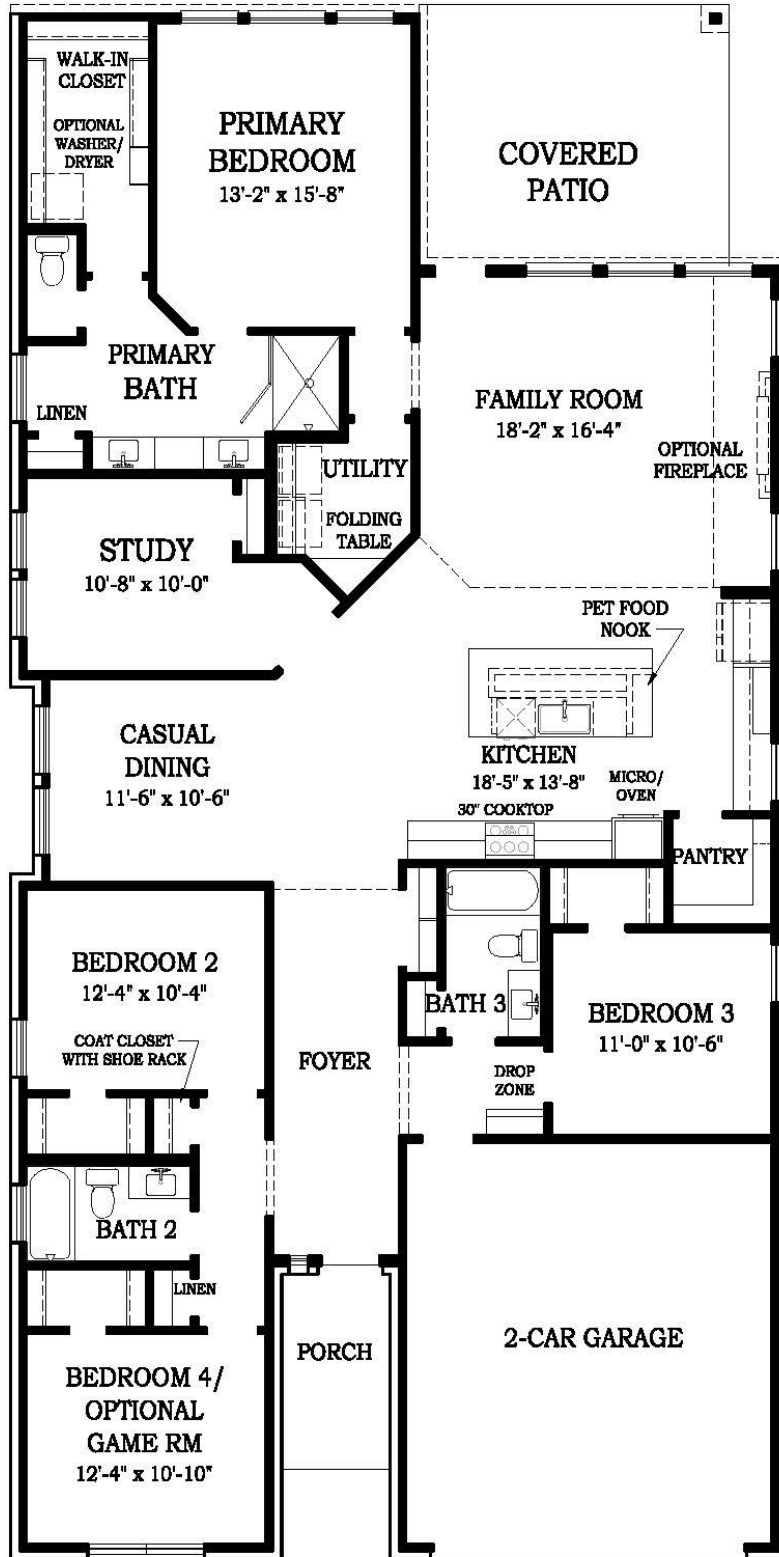 WALK-IN
CLOSET
OPTIONAL
WASHER/
DRYER
PRIMARY
BEDROOM
13'-2" x 15'-8"
COVERED
PATIO
PRIMARY
BATH
LINEN
FAMILY ROOM
18'-2" x 16'-4"
OPTIONAL
FIREPLACE
UTILITY
FOLDING
TABLE
STUDY
10'-8" x 10'-0"
PET FOOD
NOOK
CASUAL
DINING
11'-6" x 10'-6"
KITCHEN
18'-5" x 13'-8"
MICRO/
OVEN
30" COOKTOP
PANTRY
BEDROOM 2
12'-4" x 10'-4"
COAT CLOSET
WITH SHOE RACK
FOYER
BATH 3
BEDROOM 3
11'-0" x 10'-6"
DROP
ZONE
BATH 2
LINEN
PORCH
2-CAR GARAGE
BEDROOM 4/
OPTIONAL
GAME RM
12'-4" x 10'-10"